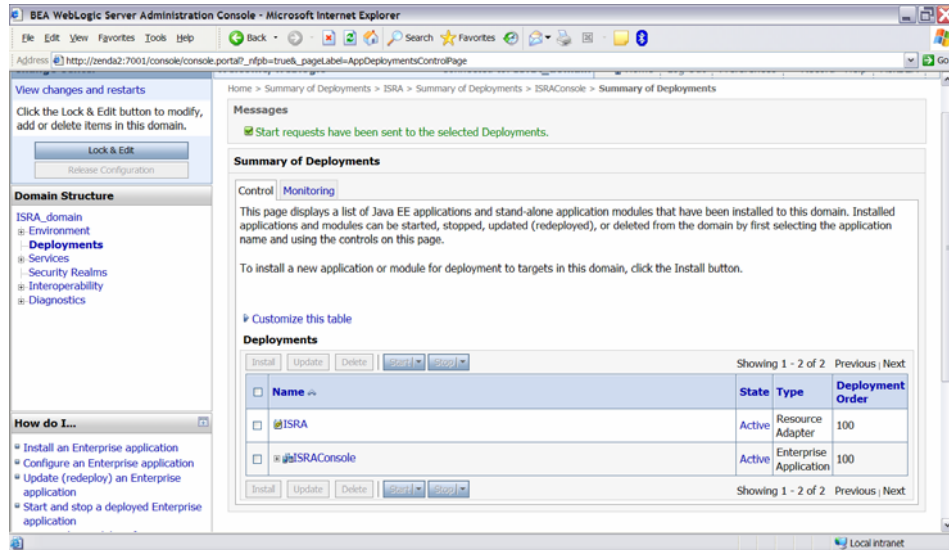 BEA WebLogic Server Administration Console - Microsoft Internet Explorer
File Edit View Favorites Tools Help
Back Search Favorites
Address http://zenda2:7001/console/console.portal?_nfpb=true&_pageLabel=AppDeploymentsControlPage Go
View changes and restarts
Click the Lock & Edit button to modify,
add or delete items in this domain.
Lock & Edit
Release Configuration
Domain Structure
ISRA_domain
Environment
Deployments
Services
Security Realms
Interoperability
Diagnostics
How do I...
Install an Enterprise application
Configure an Enterprise application
Update (redeploy) an Enterprise
application
Start and stop a deployed Enterprise
application
Home > Summary of Deployments > ISRA > Summary of Deployments > ISRAConsole > Summary of Deployments
Messages
Start requests have been sent to the selected Deployments.
Summary of Deployments
Control Monitoring
This page displays a list of Java EE applications and stand-alone application modules that have been installed to this domain. Installed
applications and modules can be started, stopped, updated (redeployed), or deleted from the domain by first selecting the application
name and using the controls on this page.
To install a new application or module for deployment to targets in this domain, click the Install button.
Customize this table
Deployments
Install Update Delete Start Stop Showing 1 - 2 of 2 Previous | Next
Name State Type Deployment
Order
ISRA Active Resource
Adapter 100
ISRAConsole Active Enterprise
Application 100
Install Update Delete Start Stop Showing 1 - 2 of 2 Previous | Next
Local intranet